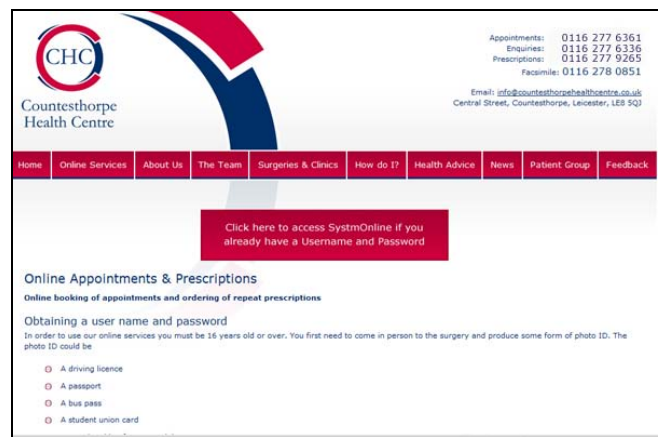 CHC
Countesthorpe
Health Centre
Appointments: 0116 277 6361
Enquiries: 0116 277 6336
Prescriptions: 0116 277 9265
Facsimile: 0116 278 0851
Email: info@countesthorpehealthcentre.co.uk
Central Street, Countesthorpe, Leicester, LE8 5QJ
Home Online Services About Us The Team Surgeries & Clinics How do I? Health Advice News Patient Group Feedback
Click here to access SystmOnline if you
already have a Username and Password
Online Appointments & Prescriptions
Online booking of appointments and ordering of repeat prescriptions
Obtaining a user name and password
In order to use our online services you must be 16 years old or over. You first need to come in person to the surgery and produce some form of photo ID. The
photo ID could be
A driving licence
A passport
A bus pass
A student union card